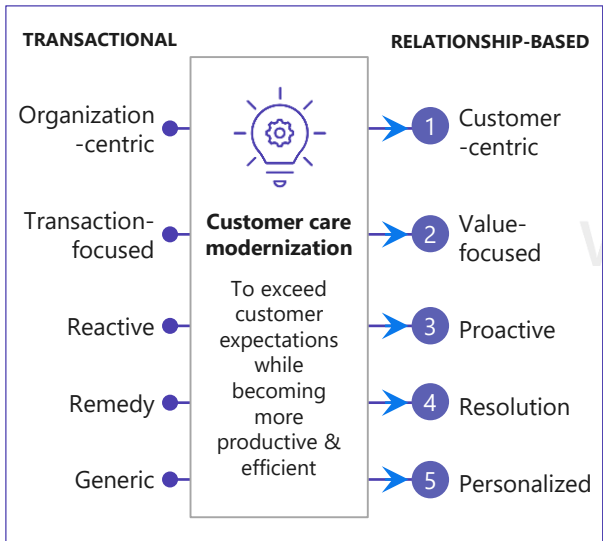 TRANSACTIONAL
RELATIONSHIP-BASED
Organization
-centric
1
Customer
-centric
Transaction-
focused
Customer care
modernization
2
Value-
focused
To exceed
customer
expectations
while
becoming
more
productive &
efficient
Reactive
3
Proactive
Remedy
4
Resolution
Generic
5
Personalized